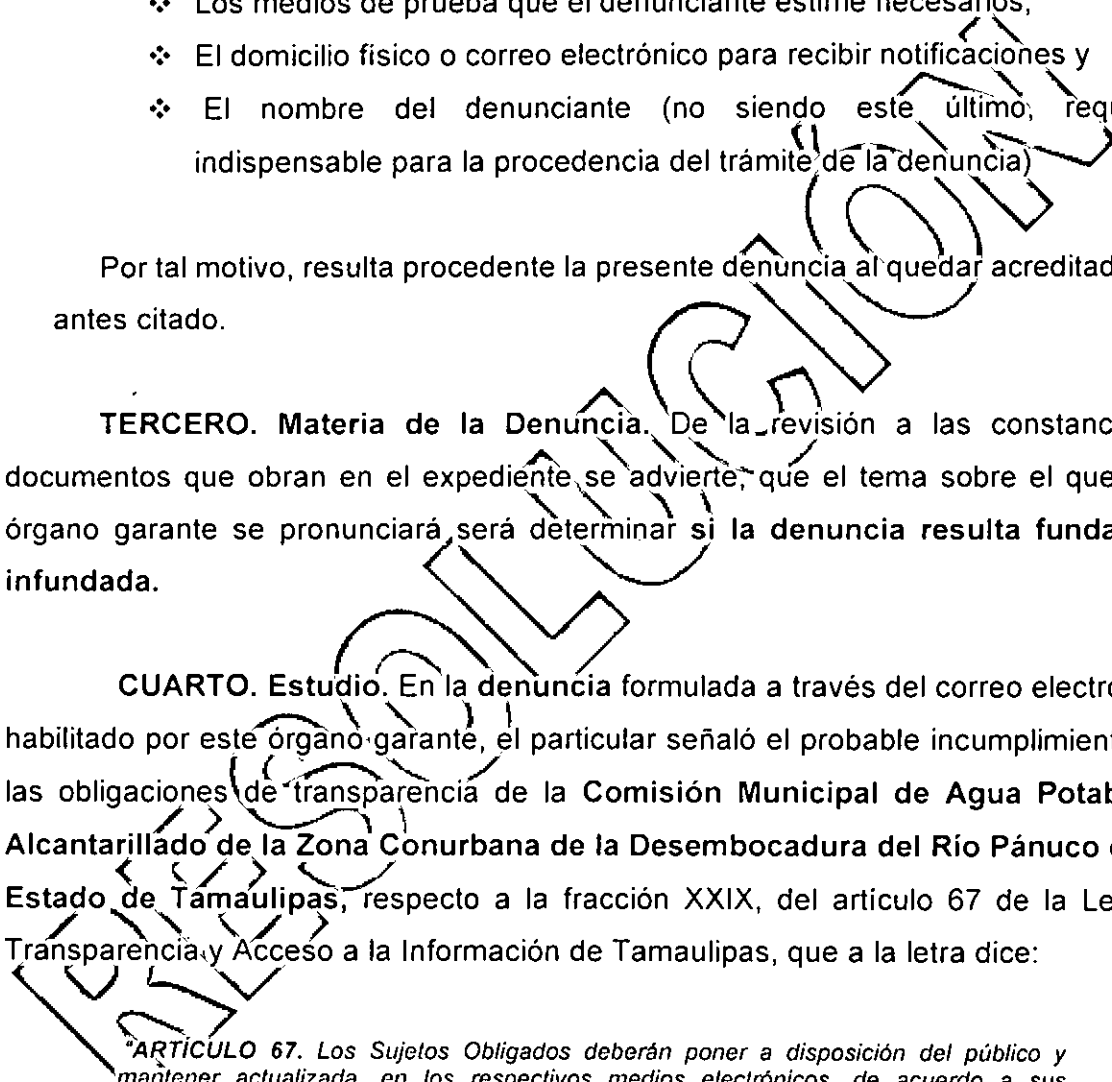 ❖ Los medios de prueba que el denunciante estime necesarios;
❖ El domicilio físico o correo electrónico para recibir notificaciones y
❖ El nombre del denunciante (no siendo este último, requ
indispensable para la procedencia del trámite de la denuncia)
Por tal motivo, resulta procedente la presente denuncia al quedar acreditad
antes citado.
TERCERO. Materia de la Denuncia. De la revisión a las constanc
documentos que obran en el expediente se advierte, que el tema sobre el que
órgano garante se pronunciará será determinar si la denuncia resulta funda
infundada.
CUARTO. Estudio. En la denuncia formulada a través del correo electró
habilitado por este órgano garante, el particular señaló el probable incumplimient
las obligaciones de transparencia de la Comisión Municipal de Agua Potab
Alcantarillado de la Zona Conurbana de la Desembocadura del Río Pánuco e
Estado de Tamaulipas, respecto a la fracción XXIX, del articulo 67 de la Le
Transparencia y Acceso a la Información de Tamaulipas, que a la letra dice:
"ARTÍCULO 67. Los Sujetos Obligados deberán poner a disposición del público y
mantener actualizada, en los respectivos medios electrónicos, de acuerdo a sus
RESOLUCIÓN